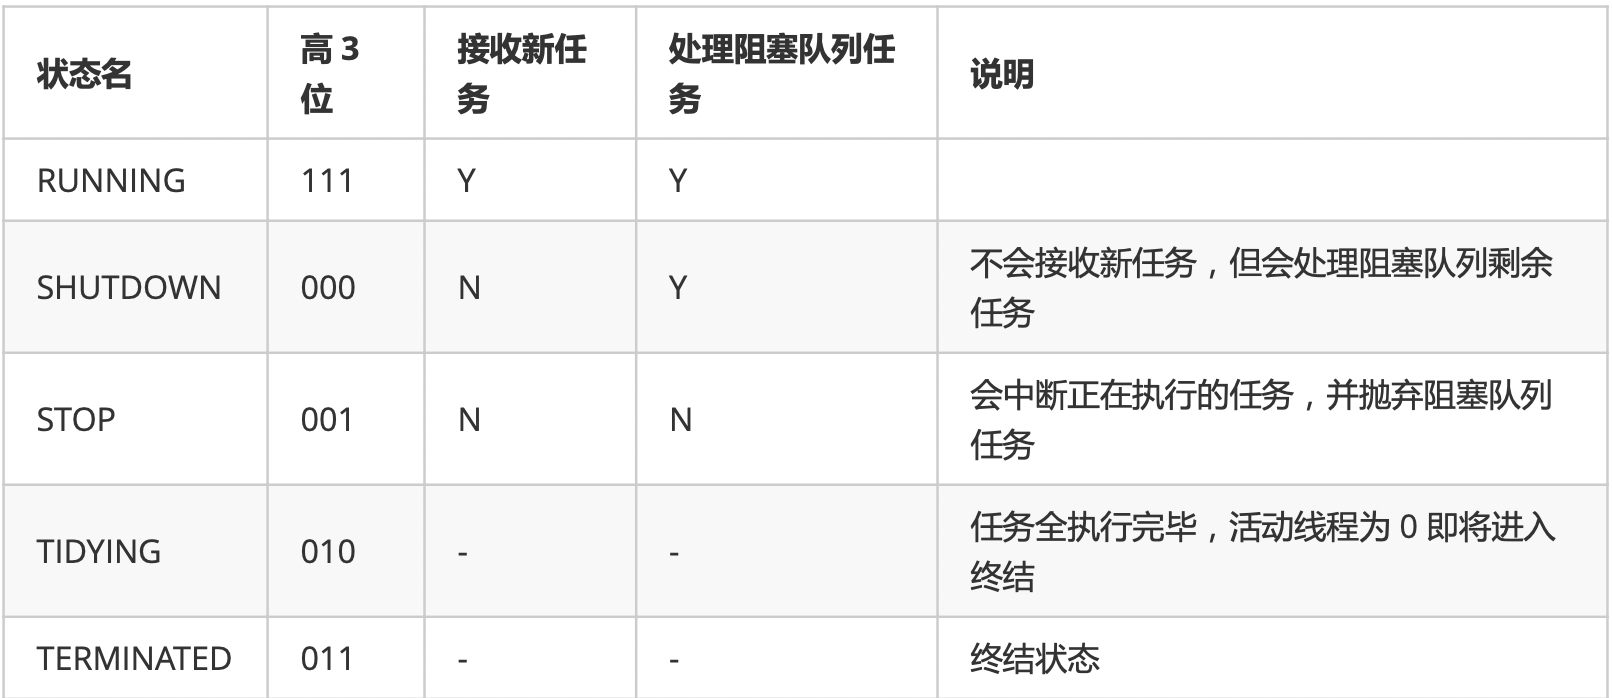 状态名
高 3
位
接收新任
务
处理阻塞队列任
务
说明
RUNNING
111
Y
Y
SHUTDOWN
000
N
Y
不会接收新任务，但会处理阻塞队列剩余
任务
STOP
001
N
N
会中断正在执行的任务，并抛弃阻塞队列
任务
TIDYING
010
-
-
任务全执行完毕，活动线程为 0 即将进入
终结
TERMINATED
011
-
-
终结状态